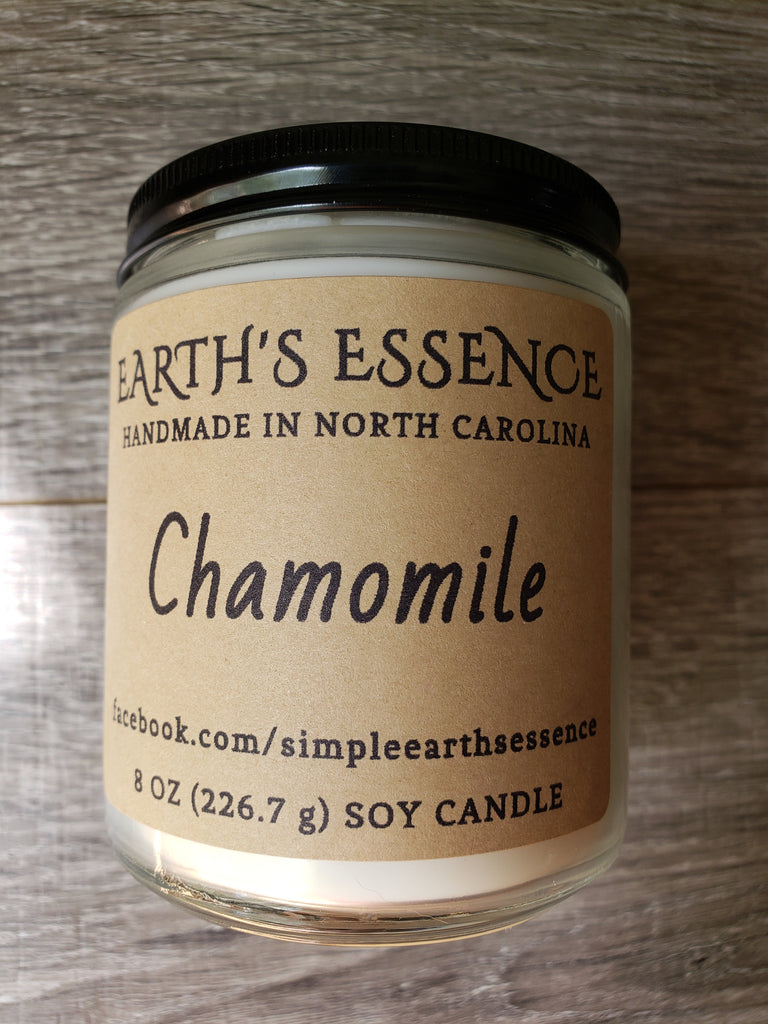 EARTH'S ESSENCE
HANDMADE IN NORTH CAROLINA
Chamomile
facebook.com/simpleearthsessence
8 OZ (226.7 g) SOY CANDLE